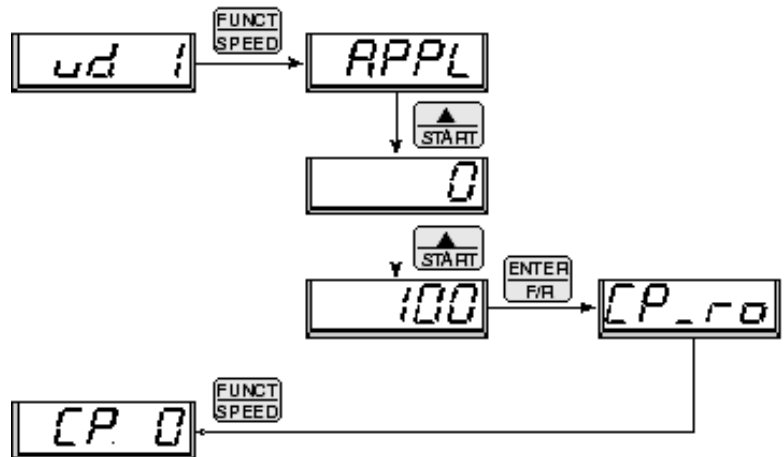 ud. 1
FUNCT
SPEED
APPL
▲
START
0
▲
START
100
ENTER
F/R
CP_ro
FUNCT
SPEED
CP. 0